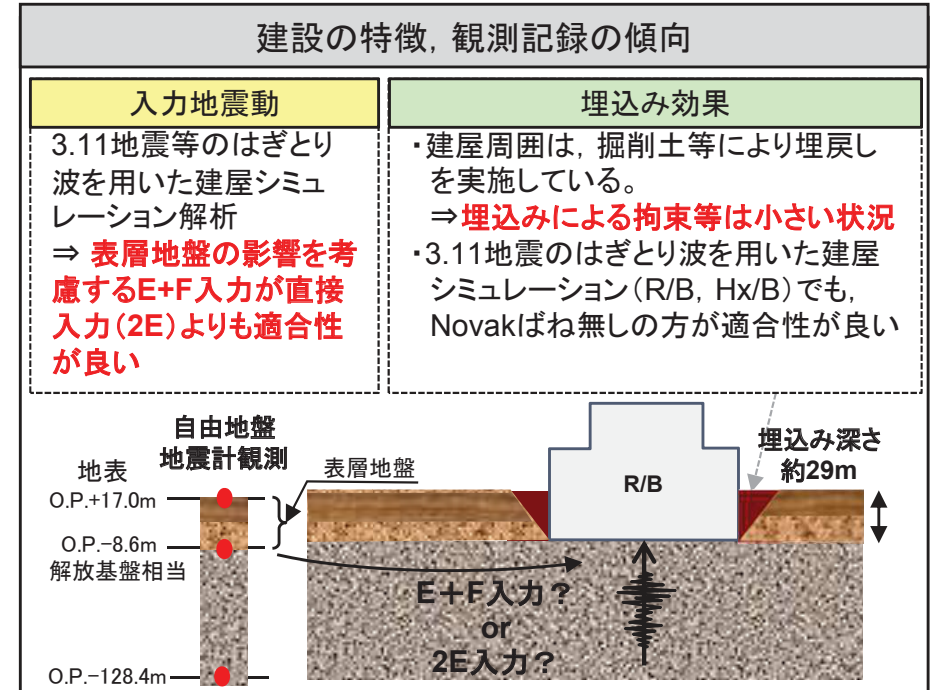 建設の特徴，観測記録の傾向
入力地震動
3.11地震等のはぎとり
波を用いた建屋シミュ
レーション解析
⇒ 表層地盤の影響を考
慮するE+F入力が直接
入力（2E）よりも適合性
が良い
埋込み効果
・建屋周囲は，掘削土等により埋戻し
を実施している。
⇒埋込みによる拘束等は小さい状況
・3.11地震のはぎとり波を用いた建屋
シミュレーション（R/B，Hx/B）でも，
Novakばね無しの方が適合性が良い
自由地盤
地震計観測
地表
O.P.+17.0m
表層地盤
O.P.-8.6m
解放基盤相当
O.P.-128.4m
R/B
埋込み深さ
約29m
E＋F入力？
or
2E入力？